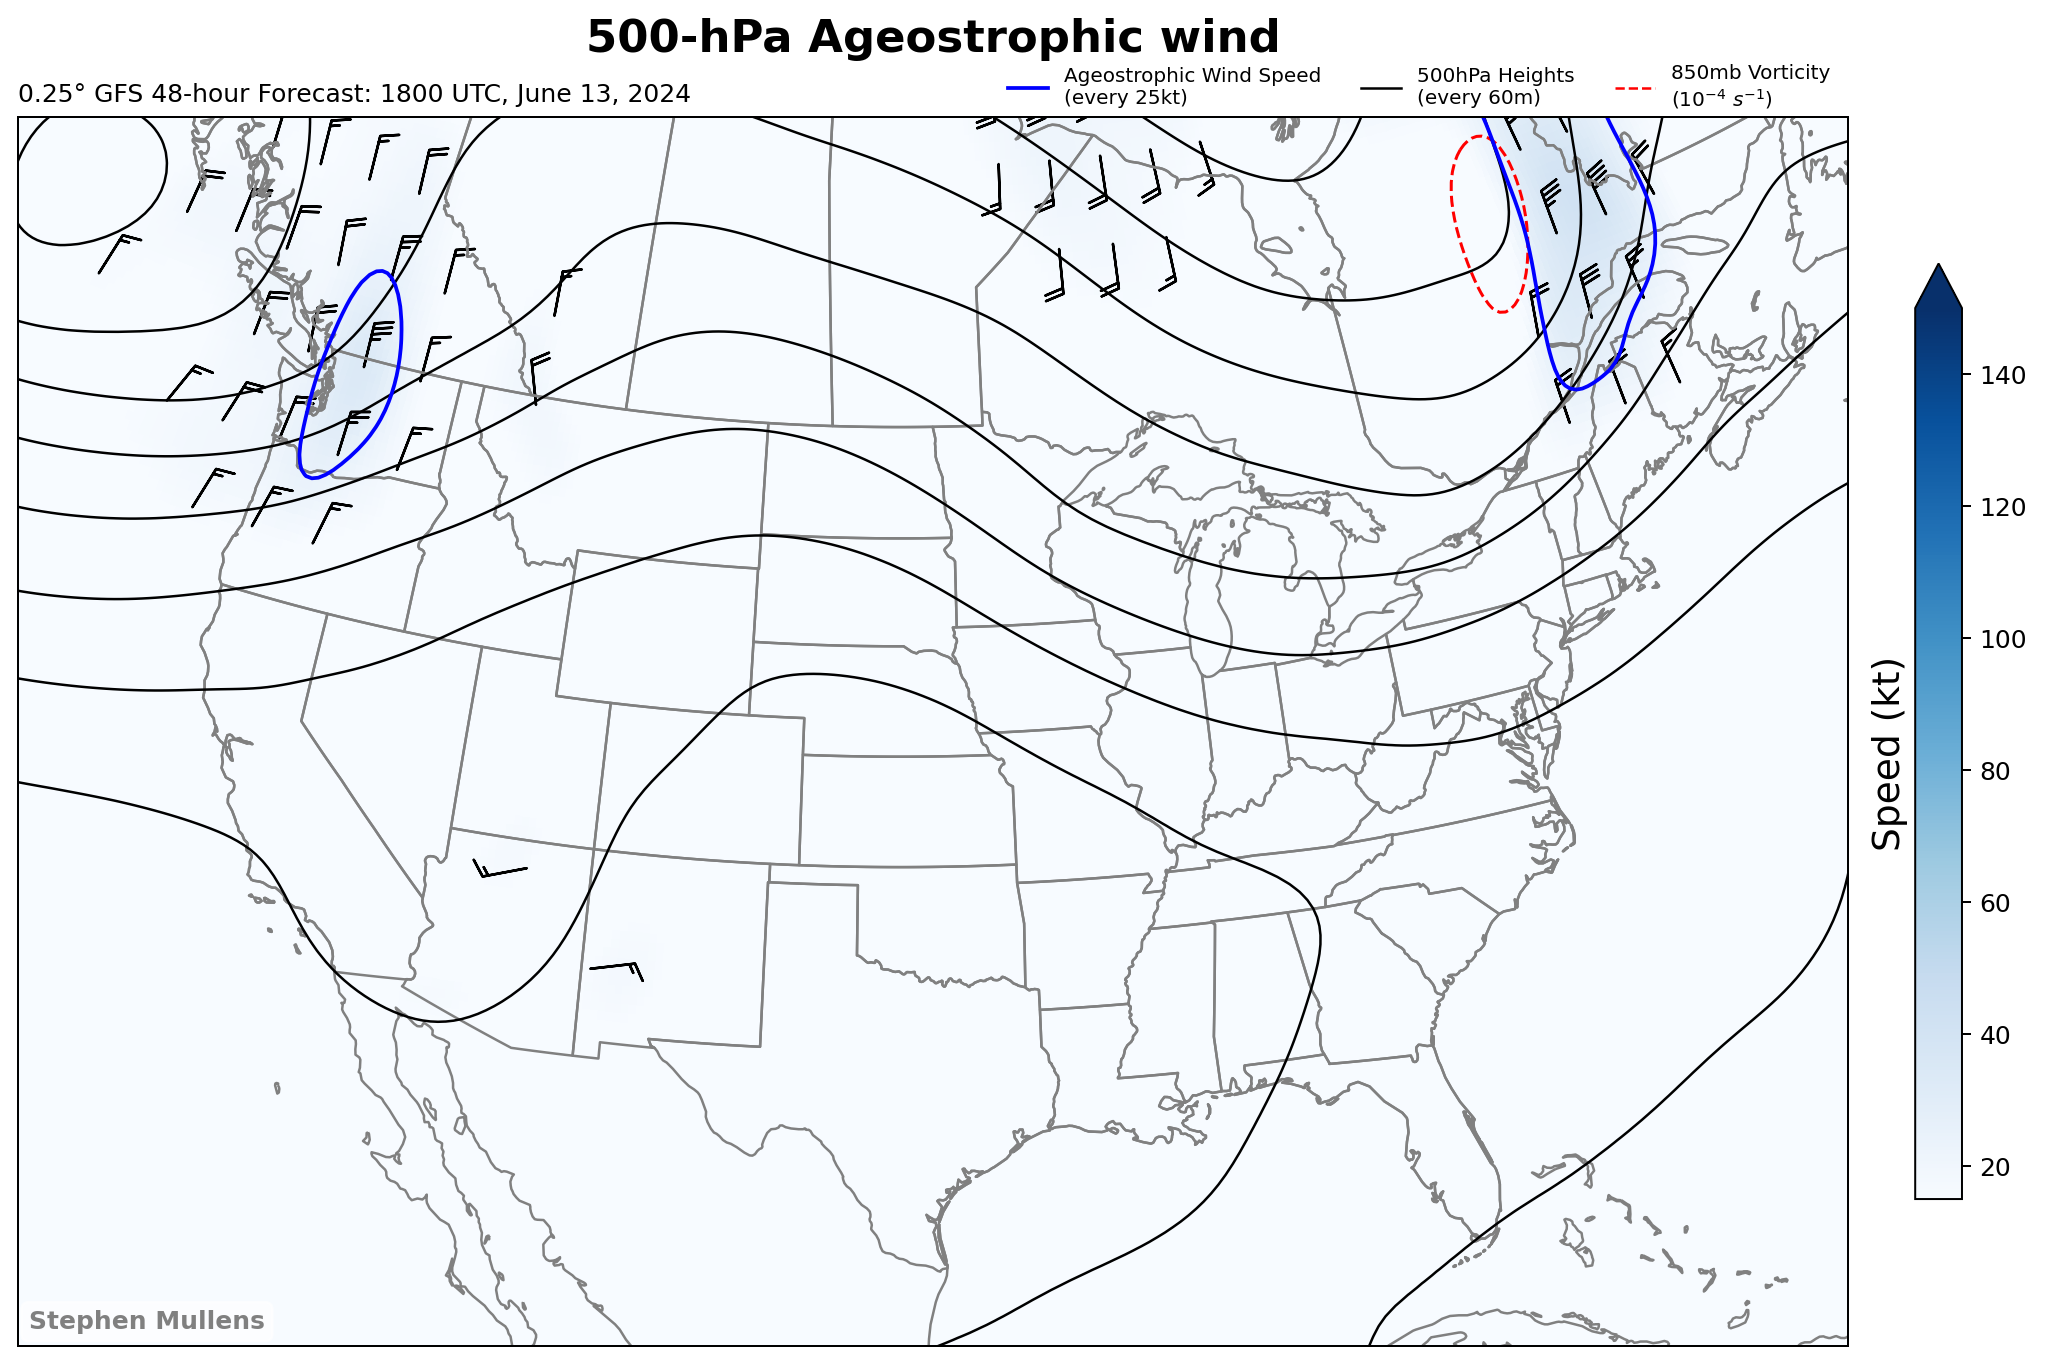 500-hPa Ageostrophic wind
0.25° GFS 48-hour Forecast: 1800 UTC, June 13, 2024
Ageostrophic Wind Speed
(every 25kt)
500hPa Heights
(every 60m)
850mb Vorticity
(10⁻⁴ s⁻¹)
140
120
100
80
60
40
20
Speed (kt)
Stephen Mullens